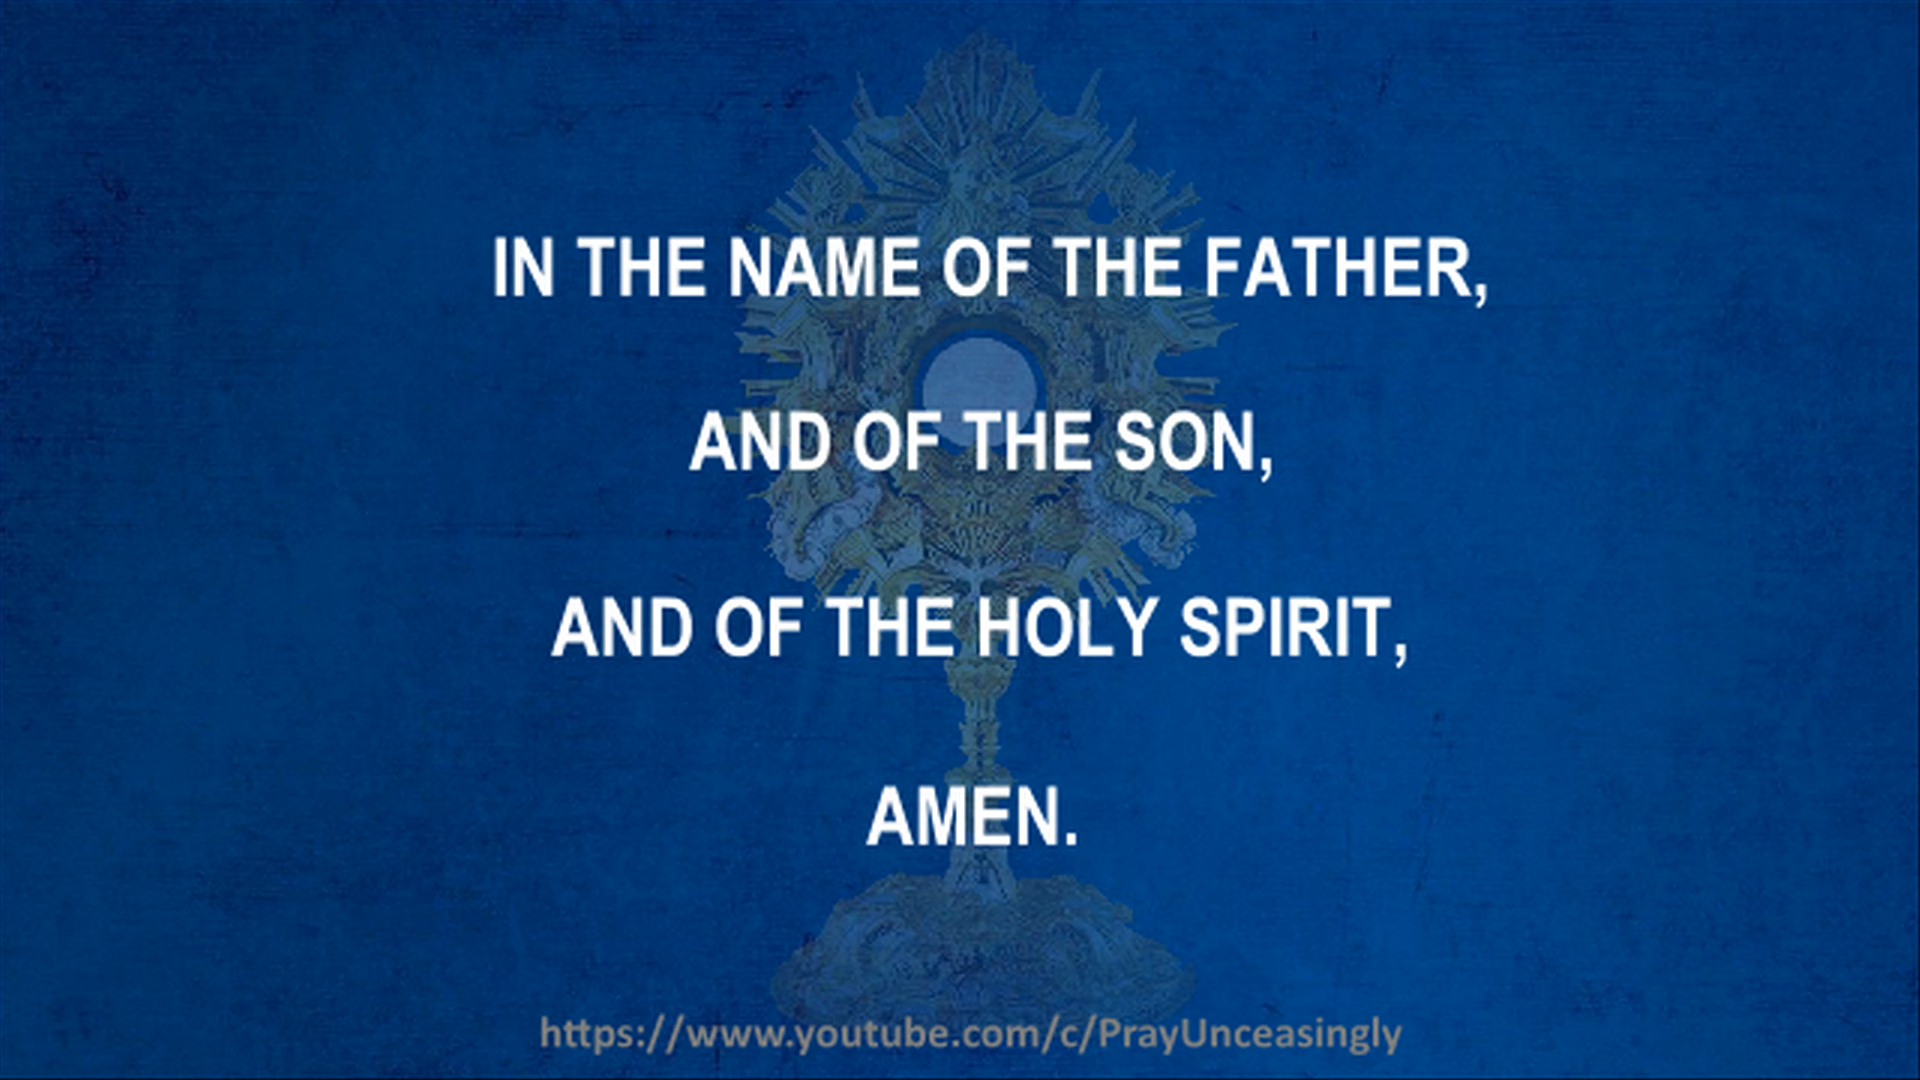 IN THE NAME OF THE FATHER,
AND OF THE SON,
AND OF THE HOLY SPIRIT,
AMEN.
https://www.youtube.com/c/PrayUnceasingly